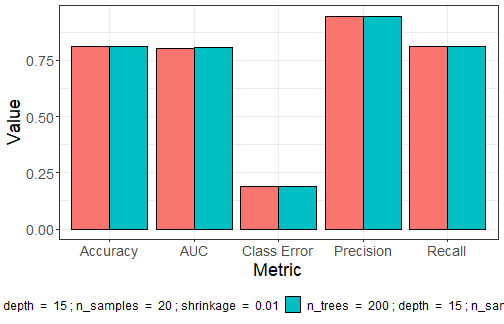 Value
0.75
0.50
0.25
0.00
Accuracy AUC Class Error Precision Recall
Metric
depth = 15 ; n_samples = 20 ; shrinkage = 0.01 n_trees = 200 ; depth = 15 ; n_sar